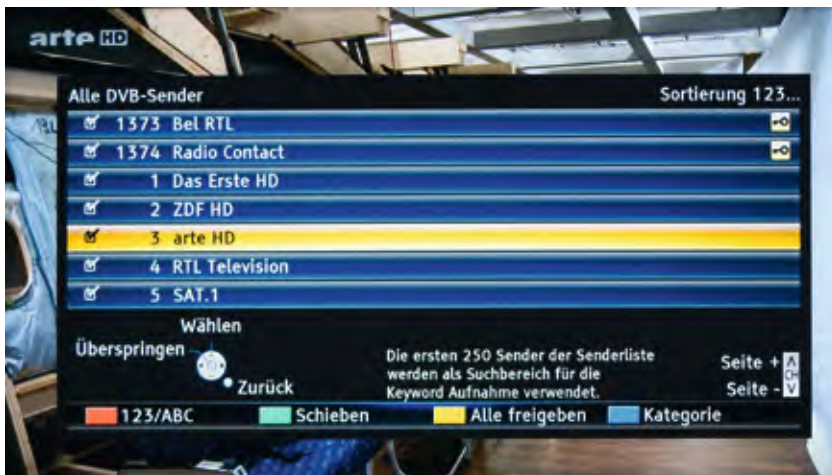 arte HD
Alle DVB-Sender Sortierung 123...
1373 Bel RTL
1374 Radio Contact
1 Das Erste HD
2 ZDF HD
3 arte HD
4 RTL Television
5 SAT.1
Wählen
Überspringen
Zurück
Die ersten 250 Sender der Senderliste
werden als Suchbereich für die
Keyword Aufnahme verwendet.
Seite +
CH
Seite -
123/ABC Schieben Alle freigeben Kategorie